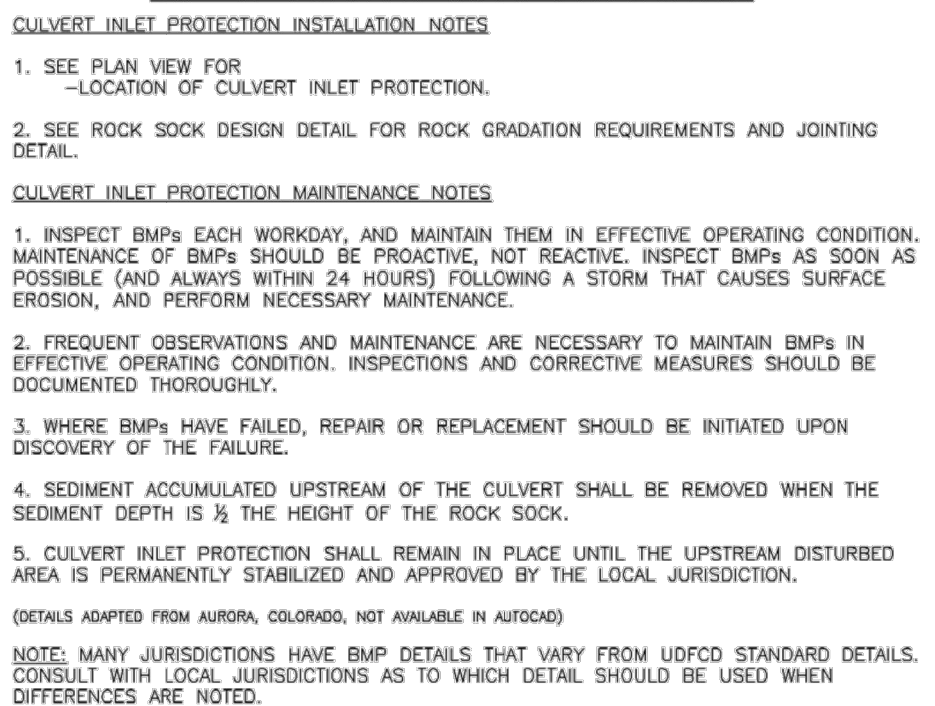 CULVERT INLET PROTECTION INSTALLATION NOTES
1. SEE PLAN VIEW FOR
–LOCATION OF CULVERT INLET PROTECTION.
2. SEE ROCK SOCK DESIGN DETAIL FOR ROCK GRADATION REQUIREMENTS AND JOINTING
DETAIL.
CULVERT INLET PROTECTION MAINTENANCE NOTES
1. INSPECT BMPs EACH WORKDAY, AND MAINTAIN THEM IN EFFECTIVE OPERATING CONDITION.
MAINTENANCE OF BMPs SHOULD BE PROACTIVE, NOT REACTIVE. INSPECT BMPs AS SOON AS
POSSIBLE (AND ALWAYS WITHIN 24 HOURS) FOLLOWING A STORM THAT CAUSES SURFACE
EROSION, AND PERFORM NECESSARY MAINTENANCE.
2. FREQUENT OBSERVATIONS AND MAINTENANCE ARE NECESSARY TO MAINTAIN BMPs IN
EFFECTIVE OPERATING CONDITION. INSPECTIONS AND CORRECTIVE MEASURES SHOULD BE
DOCUMENTED THOROUGHLY.
3. WHERE BMPs HAVE FAILED, REPAIR OR REPLACEMENT SHOULD BE INITIATED UPON
DISCOVERY OF THE FAILURE.
4. SEDIMENT ACCUMULATED UPSTREAM OF THE CULVERT SHALL BE REMOVED WHEN THE
SEDIMENT DEPTH IS ½ THE HEIGHT OF THE ROCK SOCK.
5. CULVERT INLET PROTECTION SHALL REMAIN IN PLACE UNTIL THE UPSTREAM DISTURBED
AREA IS PERMANENTLY STABILIZED AND APPROVED BY THE LOCAL JURISDICTION.
(DETAILS ADAPTED FROM AURORA, COLORADO, NOT AVAILABLE IN AUTOCAD)
NOTE: MANY JURISDICTIONS HAVE BMP DETAILS THAT VARY FROM UDFCD STANDARD DETAILS.
CONSULT WITH LOCAL JURISDICTIONS AS TO WHICH DETAIL SHOULD BE USED WHEN
DIFFERENCES ARE NOTED.